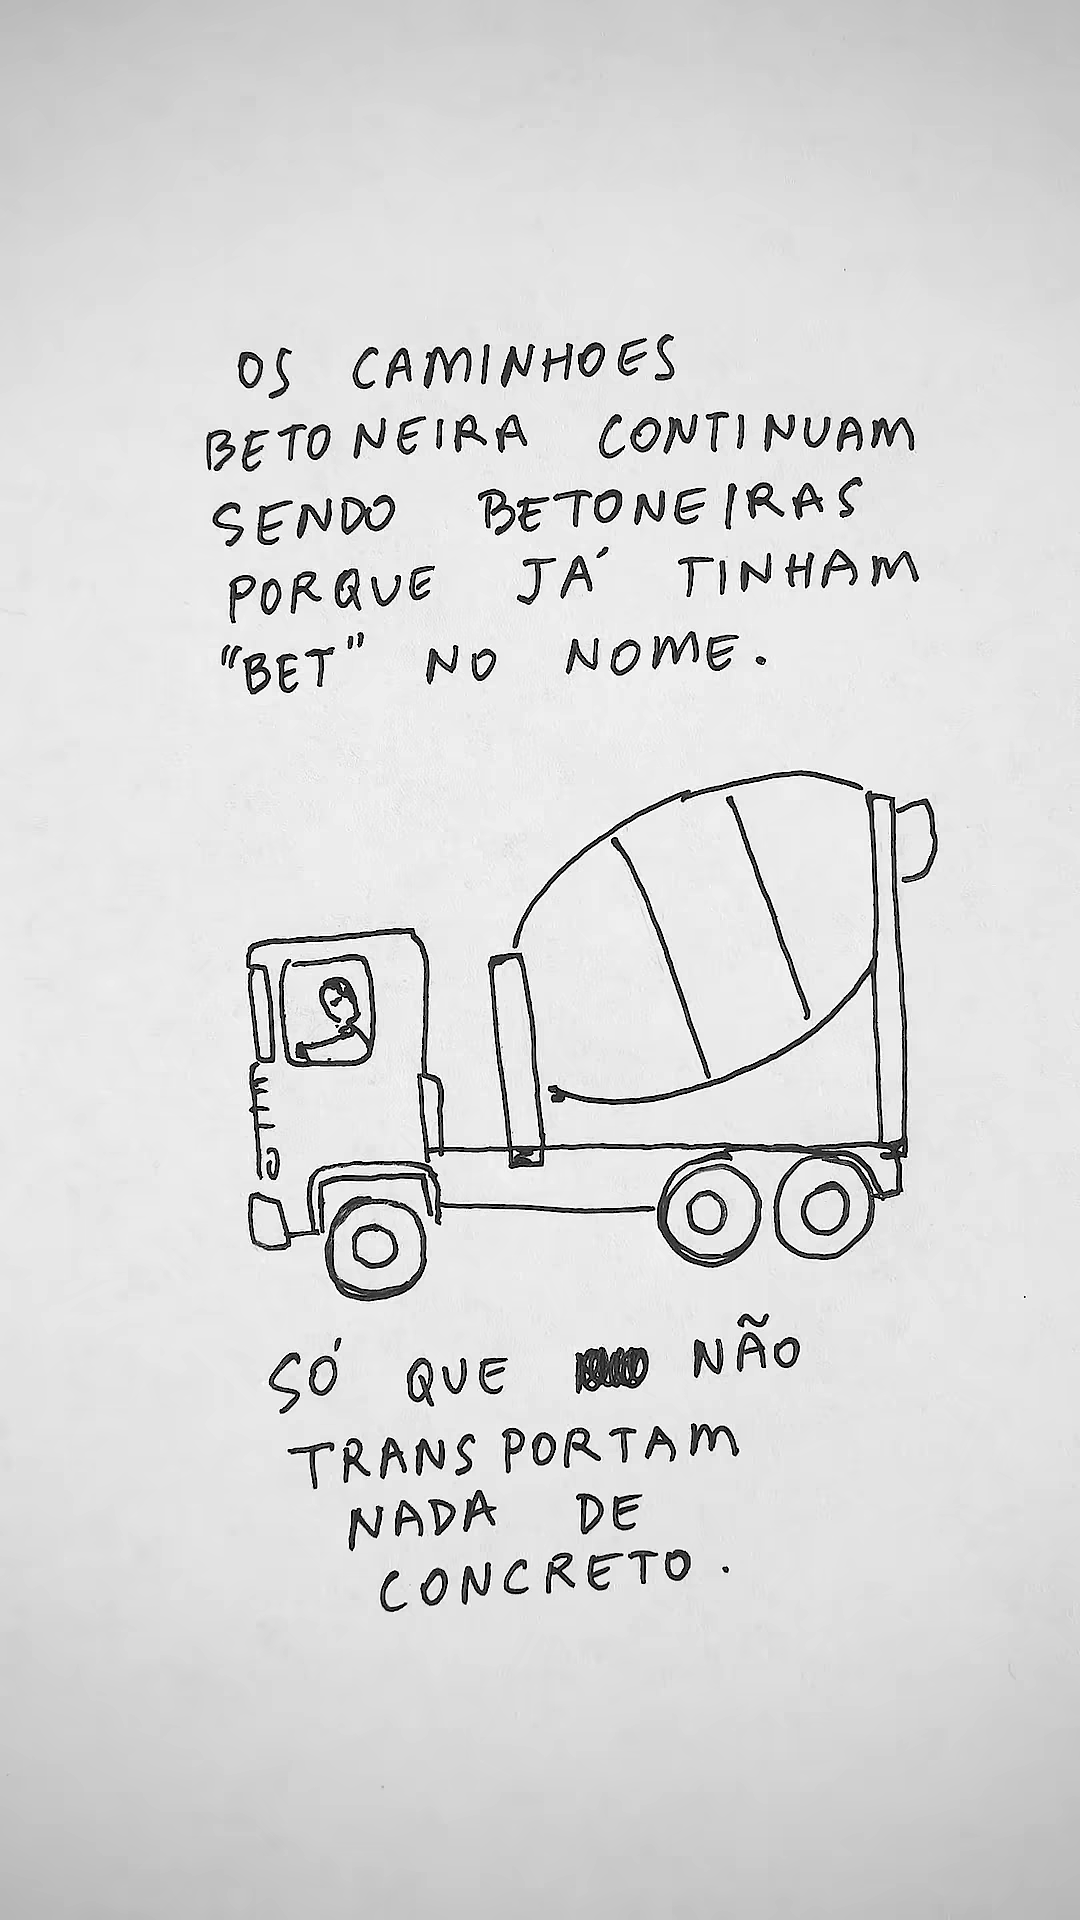 OS CAMINHOES
BETONEIRA CONTINUAM
SENDO BETONEIRAS
PORQUE JÁ TINHAM
"BET" NO NOME.
SÓ QUE NÃO
TRANSPORTAM
NADA DE
CONCRETO.